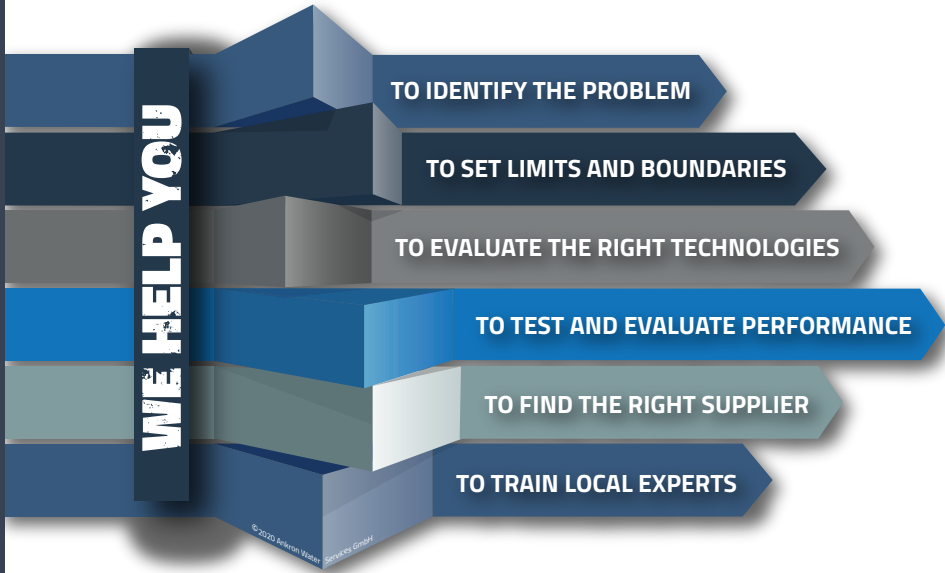 WE HELP YOU
TO IDENTIFY THE PROBLEM
TO SET LIMITS AND BOUNDARIES
TO EVALUATE THE RIGHT TECHNOLOGIES
TO TEST AND EVALUATE PERFORMANCE
TO FIND THE RIGHT SUPPLIER
TO TRAIN LOCAL EXPERTS
©2020 Ankron Water Services GmbH